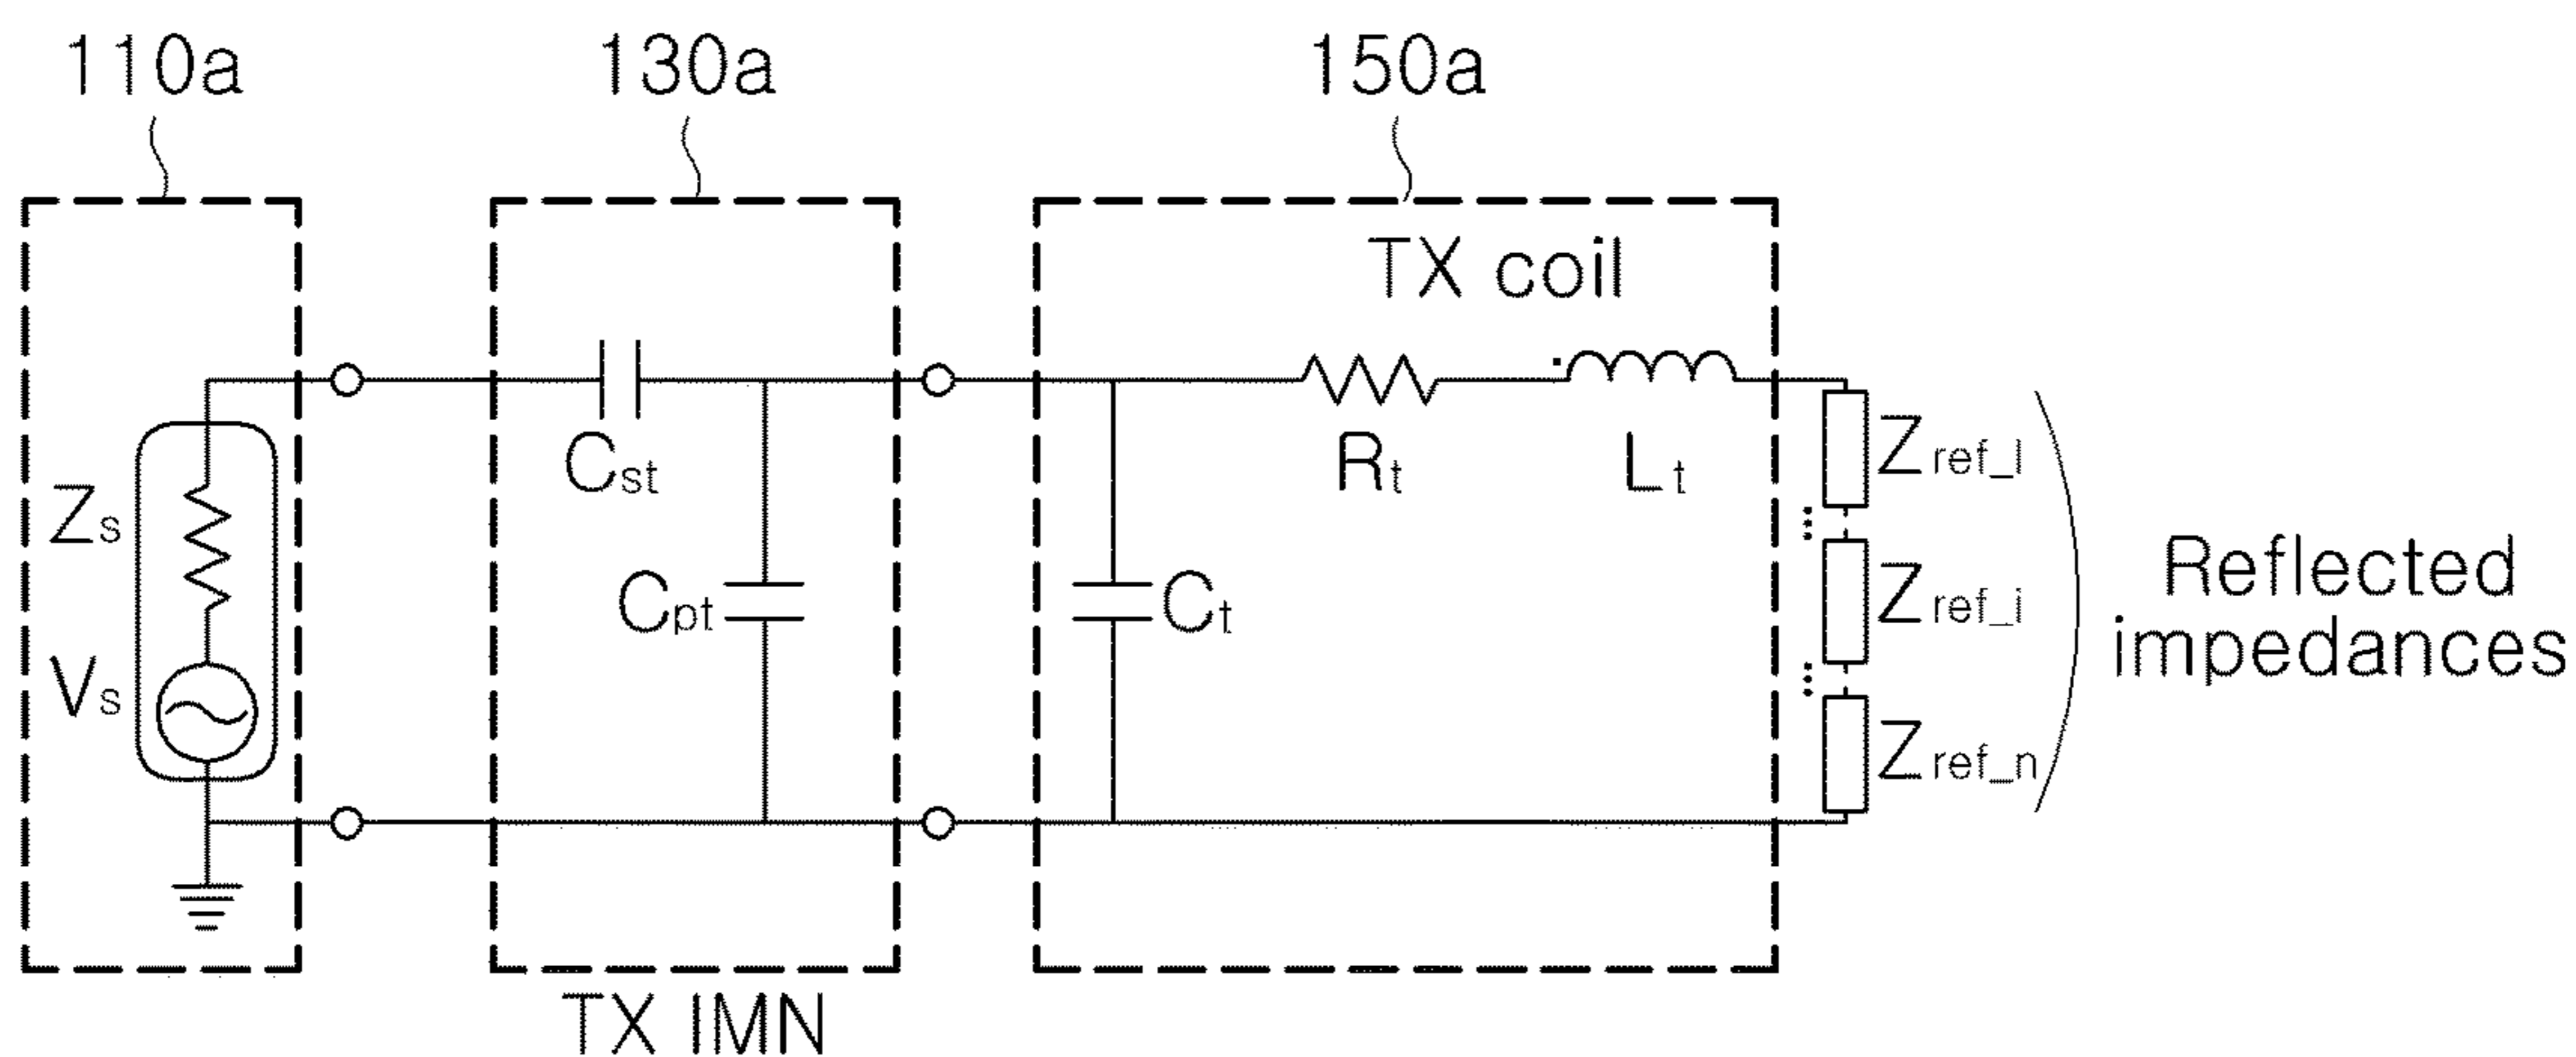 110a
130a
150a
TX coil
Zs
Vs
Cst
Cpt
Ct
Rt
Lt
Zref_l
Zref_i
Zref_n
Reflected
impedances
TX IMN